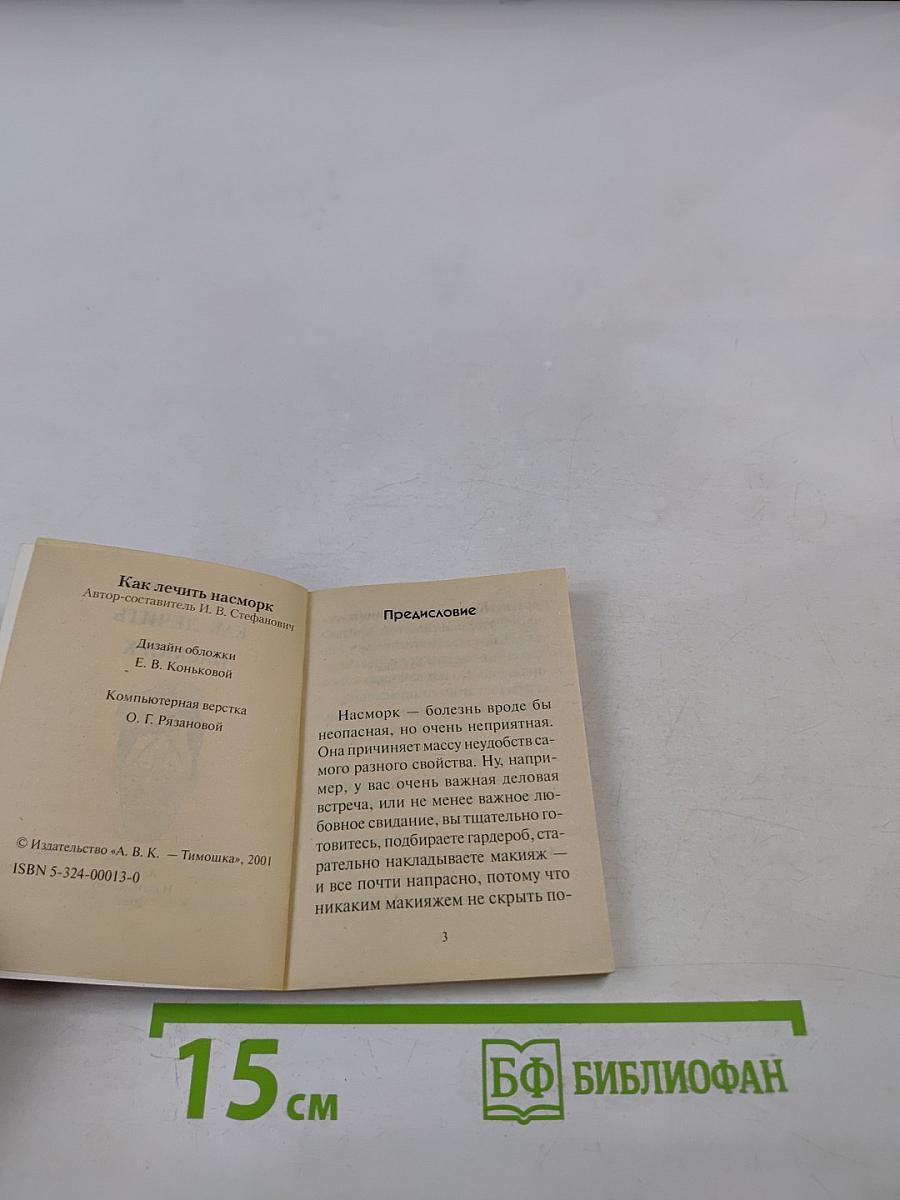 Как лечить насморк
Автор-составитель И. В. Стефанович
Дизайн обложки
Е. В. Коньковой
Компьютерная верстка
О. Г. Рязановой
© Издательство «А. В. К. — Тимошка», 2001
ISBN 5-324-00013-0
Предисловие
Насморк — болезнь вроде бы
неопасная, но очень неприятная.
Она причиняет массу неудобств са-
мого разного свойства. Ну, напри-
мер, у вас очень важная деловая
встреча, или не менее важное лю-
бовное свидание, вы тщательно го-
товитесь, подбираете гардероб, ста-
рательно накладываете макияж —
и все почти напрасно, потому что
никаким макияжем не скрыть по-
3
15 см
БФ БИБЛИОФАН